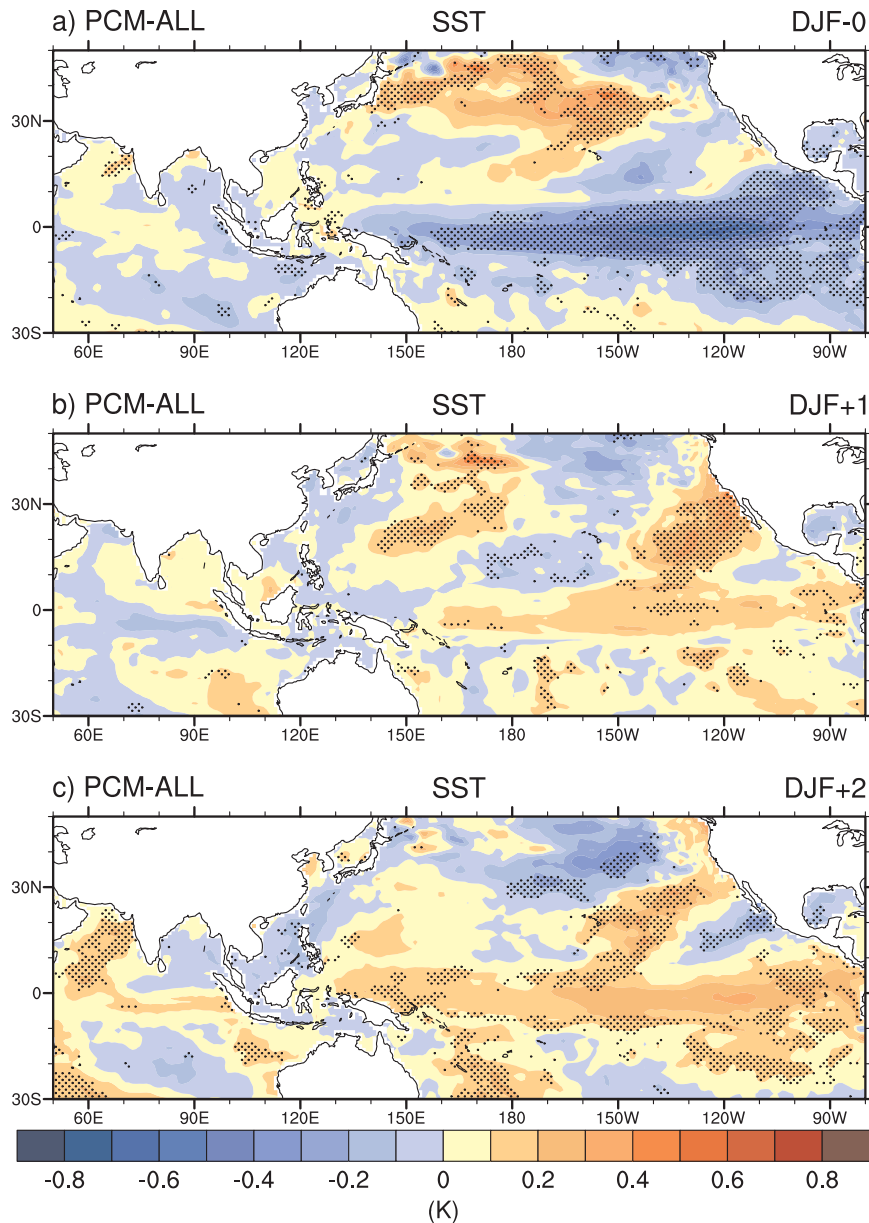 a) PCM-ALL SST DJF-0
30N
0
30S
60E 90E 120E 150E 180 150W 120W 90W
b) PCM-ALL SST DJF+1
30N
0
30S
60E 90E 120E 150E 180 150W 120W 90W
c) PCM-ALL SST DJF+2
30N
0
30S
60E 90E 120E 150E 180 150W 120W 90W
-0.8 -0.6 -0.4 -0.2 0 0.2 0.4 0.6 0.8
(K)